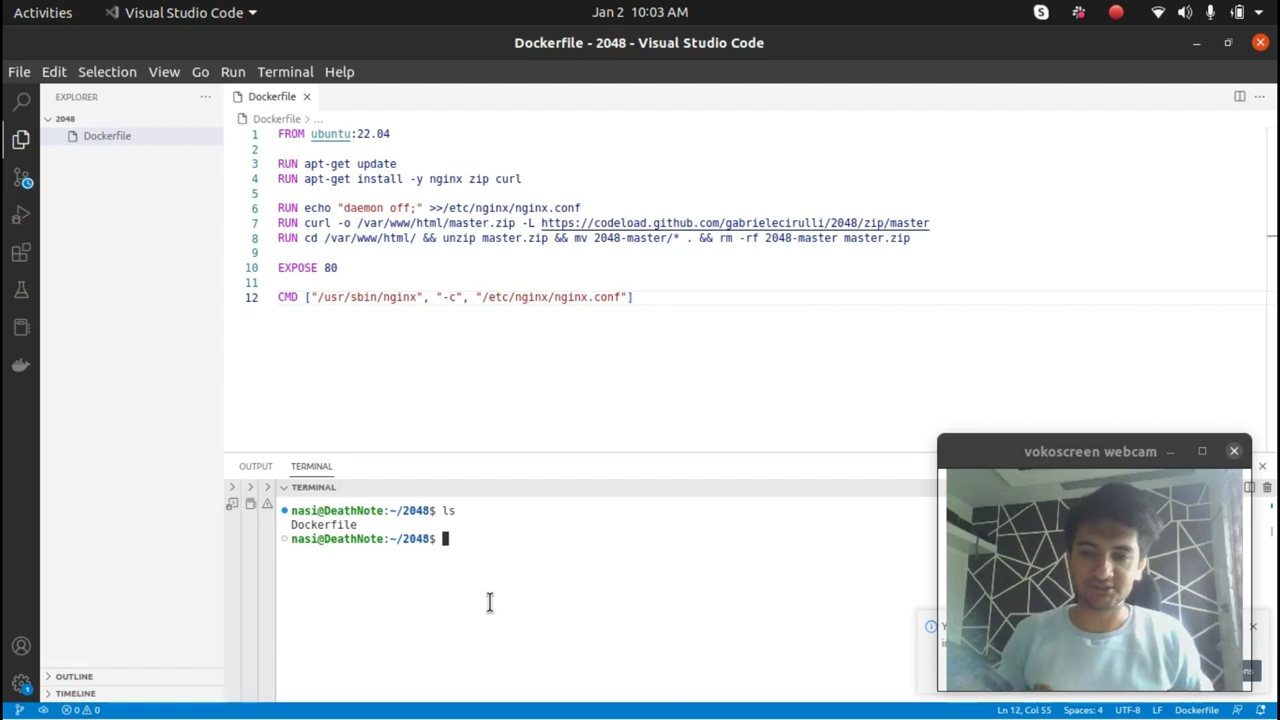 Activities
Visual Studio Code
Jan 2 10:03 AM
Dockerfile - 2048 - Visual Studio Code
File Edit Selection View Go Run Terminal Help
EXPLORER
2048
Dockerfile
Dockerfile
Dockerfile > ...
1 FROM ubuntu:22.04
2
3 RUN apt-get update
4 RUN apt-get install -y nginx zip curl
5
6 RUN echo "daemon off;" >>/etc/nginx/nginx.conf
7 RUN curl -o /var/www/html/master.zip -L https://codeload.github.com/gabrielecirulli/2048/zip/master
8 RUN cd /var/www/html/ && unzip master.zip && mv 2048-master/* . && rm -rf 2048-master master.zip
9
10 EXPOSE 80
11
12 CMD ["/usr/sbin/nginx", "-c", "/etc/nginx/nginx.conf"]
OUTPUT TERMINAL
TERMINAL
nasi@DeathNote:~/2048$ ls
Dockerfile
nasi@DeathNote:~/2048$
vokoscreen webcam
OUTLINE
TIMELINE
1
0 0
Ln 12, Col 55 Spaces: 4 UTF-8 LF Dockerfile